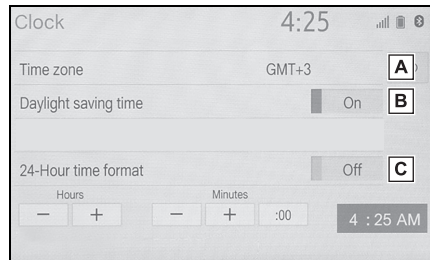 Clock 4:25
Time zone GMT+3 A
Daylight saving time On B
24-Hour time format Off C
Hours Minutes
− + − + :00 4 : 25 AM